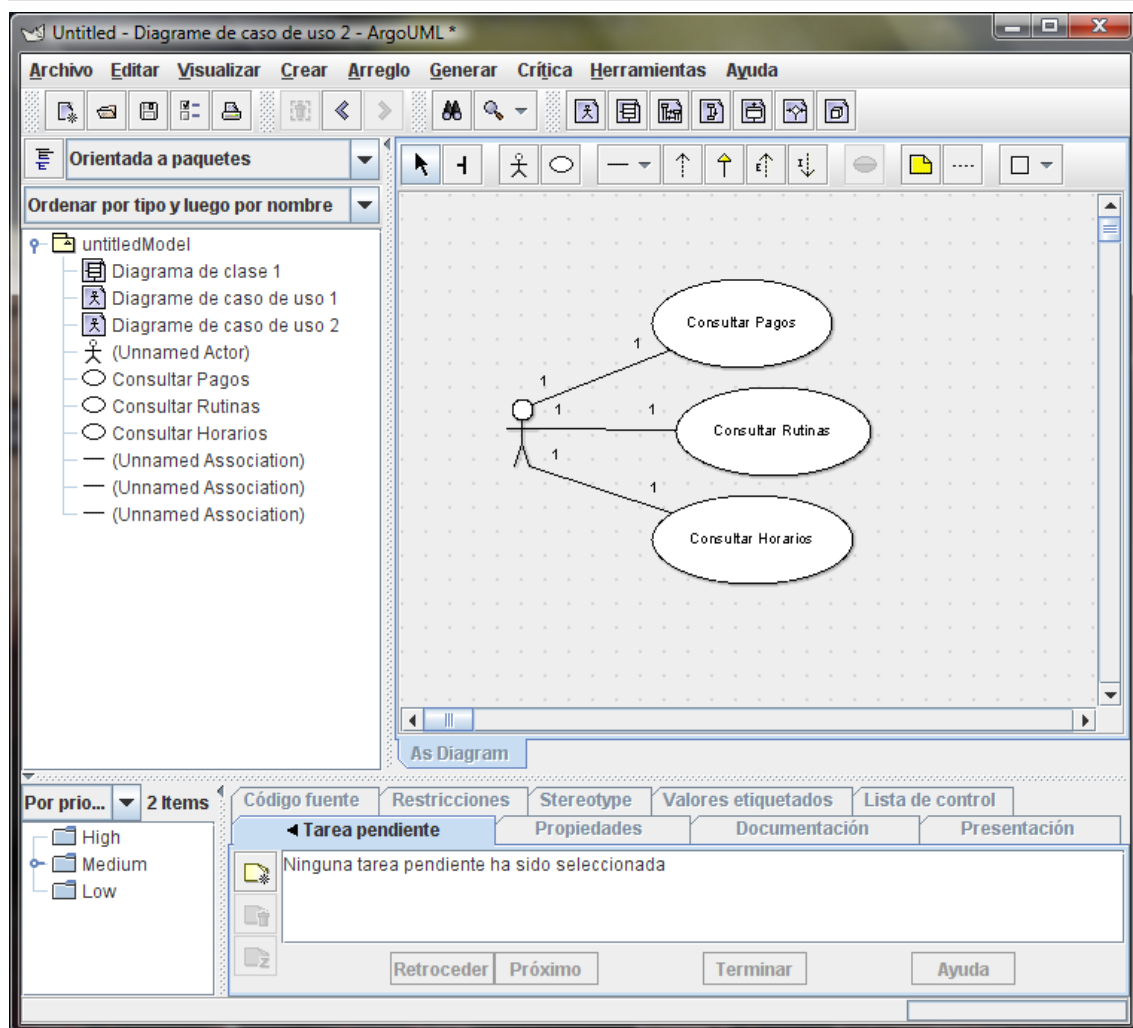 Untitled - Diagrame de caso de uso 2 - ArgoUML *
Archivo Editar Visualizar Crear Arreglo Generar Crítica Herramientas Ayuda
Orientada a paquetes
Ordenar por tipo y luego por nombre
untitledModel
Diagrama de clase 1
Diagrame de caso de uso 1
Diagrame de caso de uso 2
(Unnamed Actor)
Consultar Pagos
Consultar Rutinas
Consultar Horarios
(Unnamed Association)
(Unnamed Association)
(Unnamed Association)
E
I
Consultar Pagos
1
1
1
1
Consultar Rutinas
1
1
Consultar Horarios
As Diagram
Por prio...
2 Items
High
Medium
Low
Código fuente Restricciones Stereotype Valores etiquetados Lista de control
Tarea pendiente Propiedades Documentación Presentación
Ninguna tarea pendiente ha sido seleccionada
Z
Retroceder Próximo Terminar Ayuda